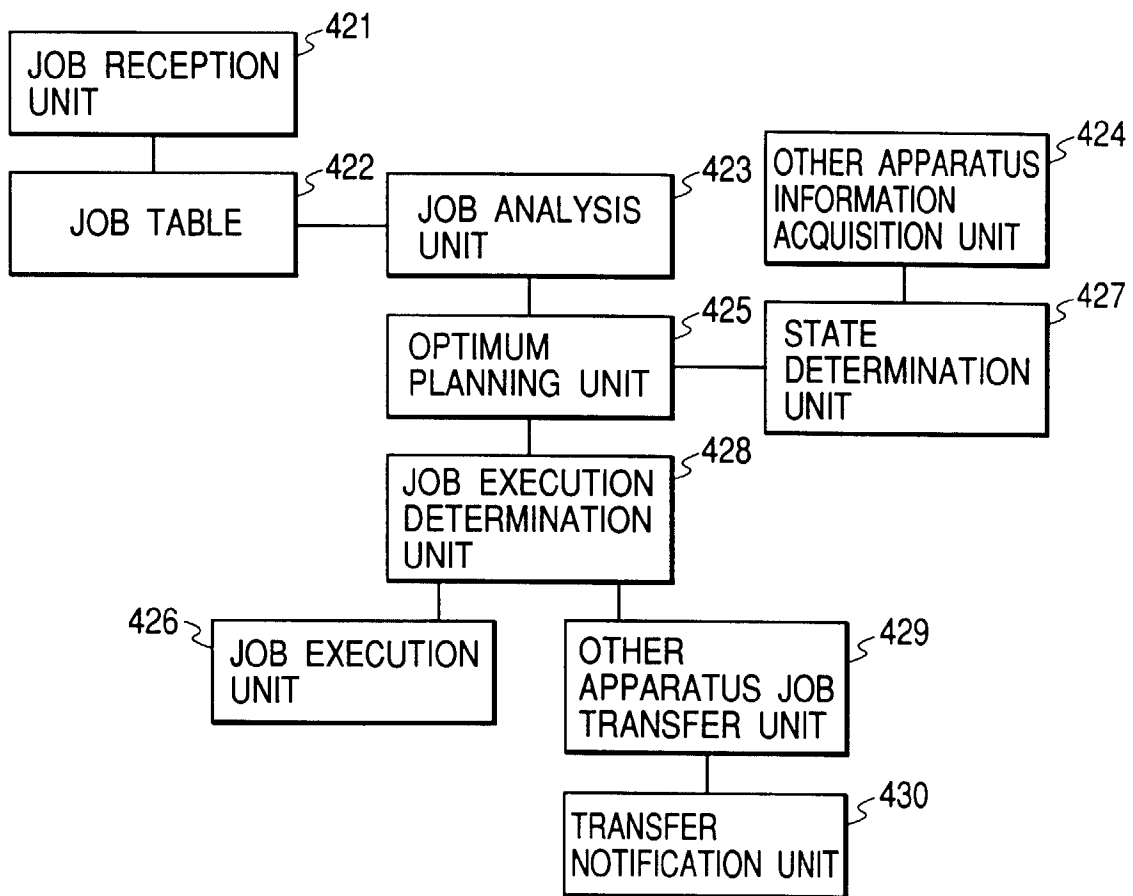 421
JOB RECEPTION
UNIT
422
JOB TABLE
423
JOB ANALYSIS
UNIT
424
OTHER APPARATUS
INFORMATION
ACQUISITION UNIT
425
OPTIMUM
PLANNING UNIT
427
STATE
DETERMINATION
UNIT
428
JOB EXECUTION
DETERMINATION
UNIT
426
JOB EXECUTION
UNIT
429
OTHER
APPARATUS JOB
TRANSFER UNIT
430
TRANSFER
NOTIFICATION UNIT